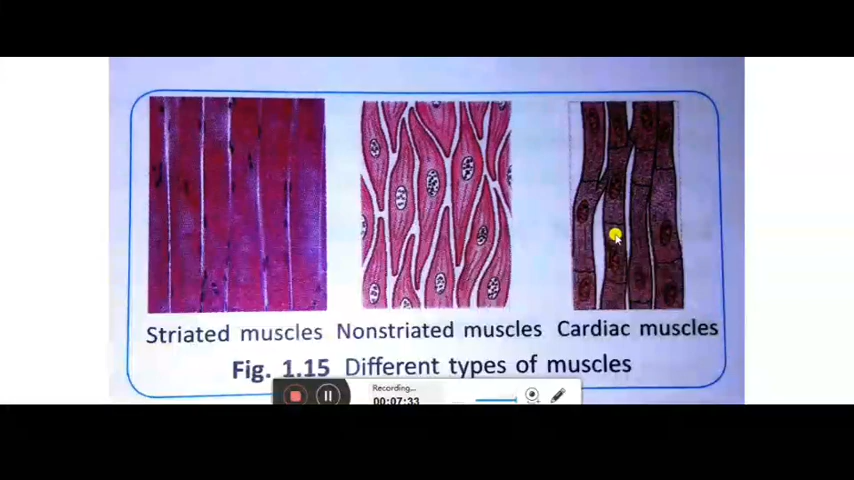 Striated muscles Nonstriated muscles Cardiac muscles
Fig. 1.15 Different types of muscles
Recording...
00:07:33